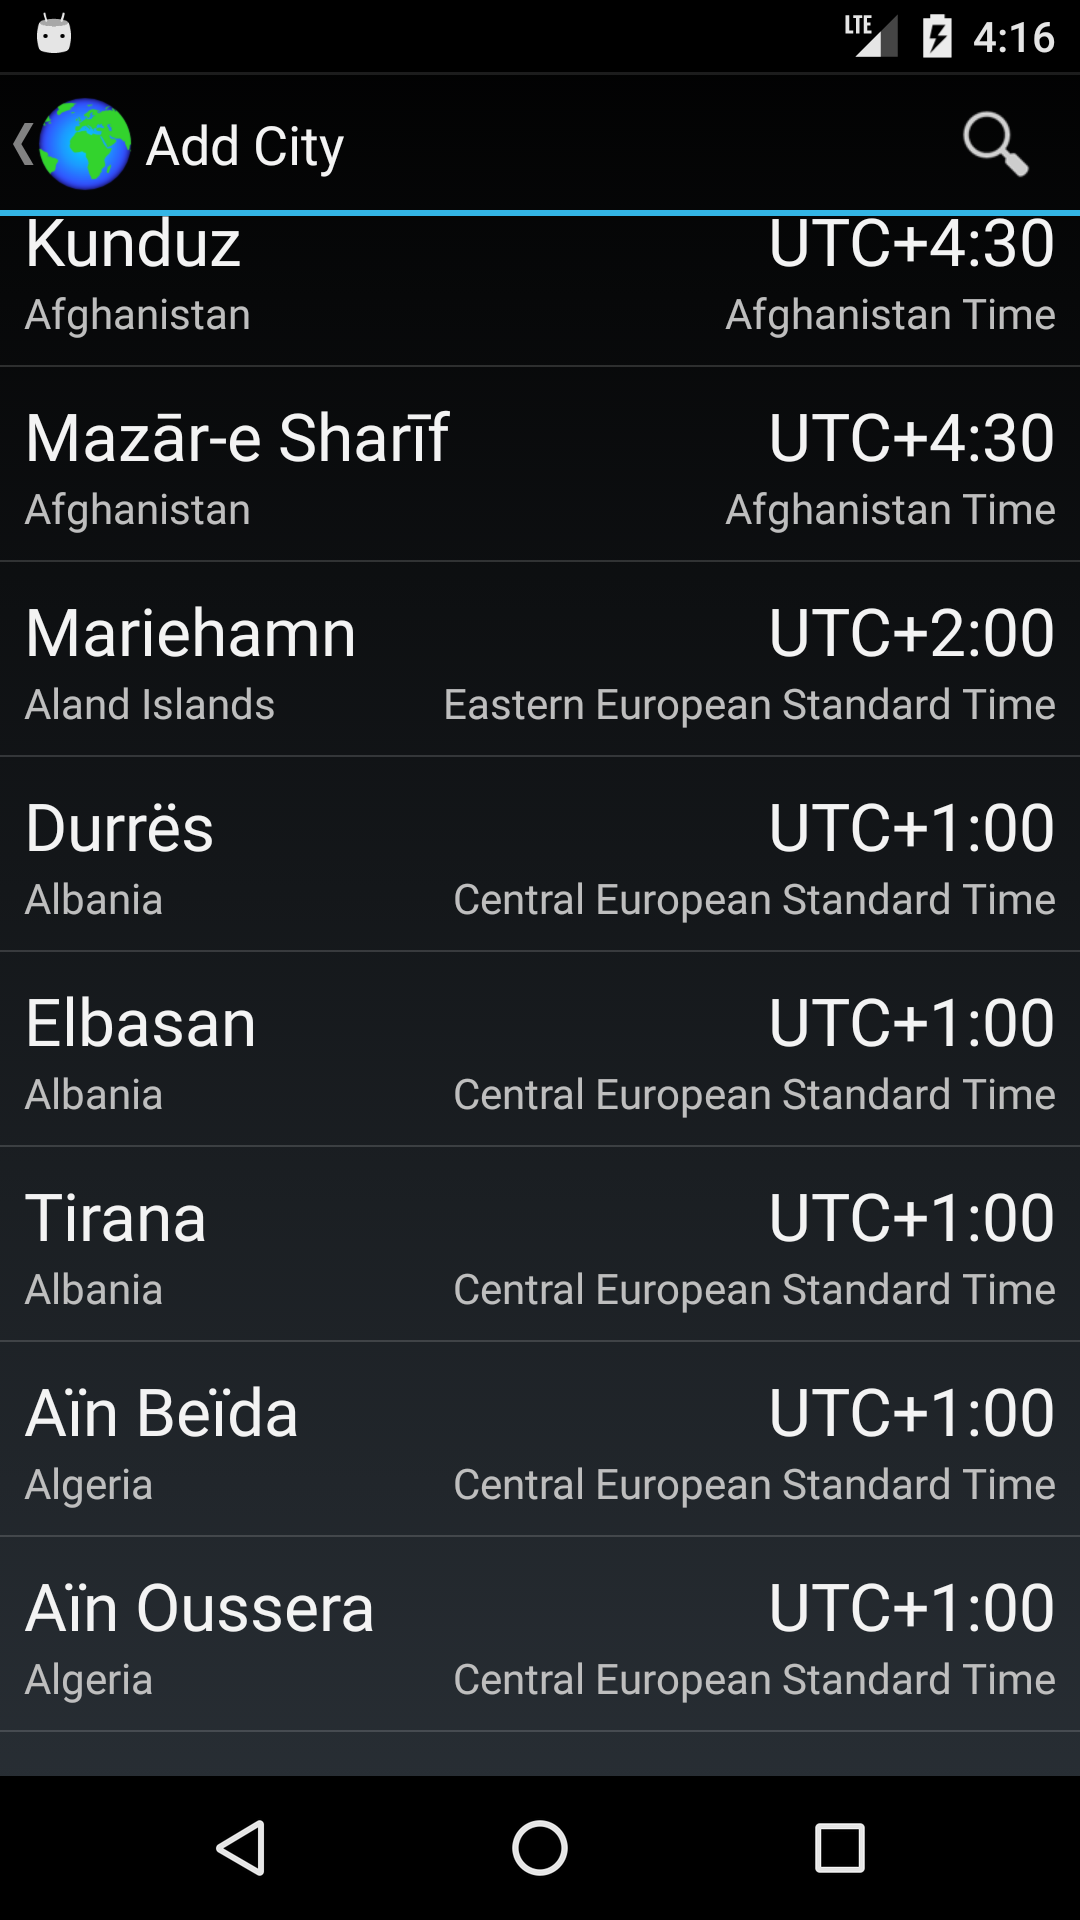 LTE 4:16
Add City
Kunduz UTC+4:30
Afghanistan Afghanistan Time
Mazār-e Sharīf UTC+4:30
Afghanistan Afghanistan Time
Mariehamn UTC+2:00
Aland Islands Eastern European Standard Time
Durrës UTC+1:00
Albania Central European Standard Time
Elbasan UTC+1:00
Albania Central European Standard Time
Tirana UTC+1:00
Albania Central European Standard Time
Aïn Beïda UTC+1:00
Algeria Central European Standard Time
Aïn Oussera UTC+1:00
Algeria Central European Standard Time